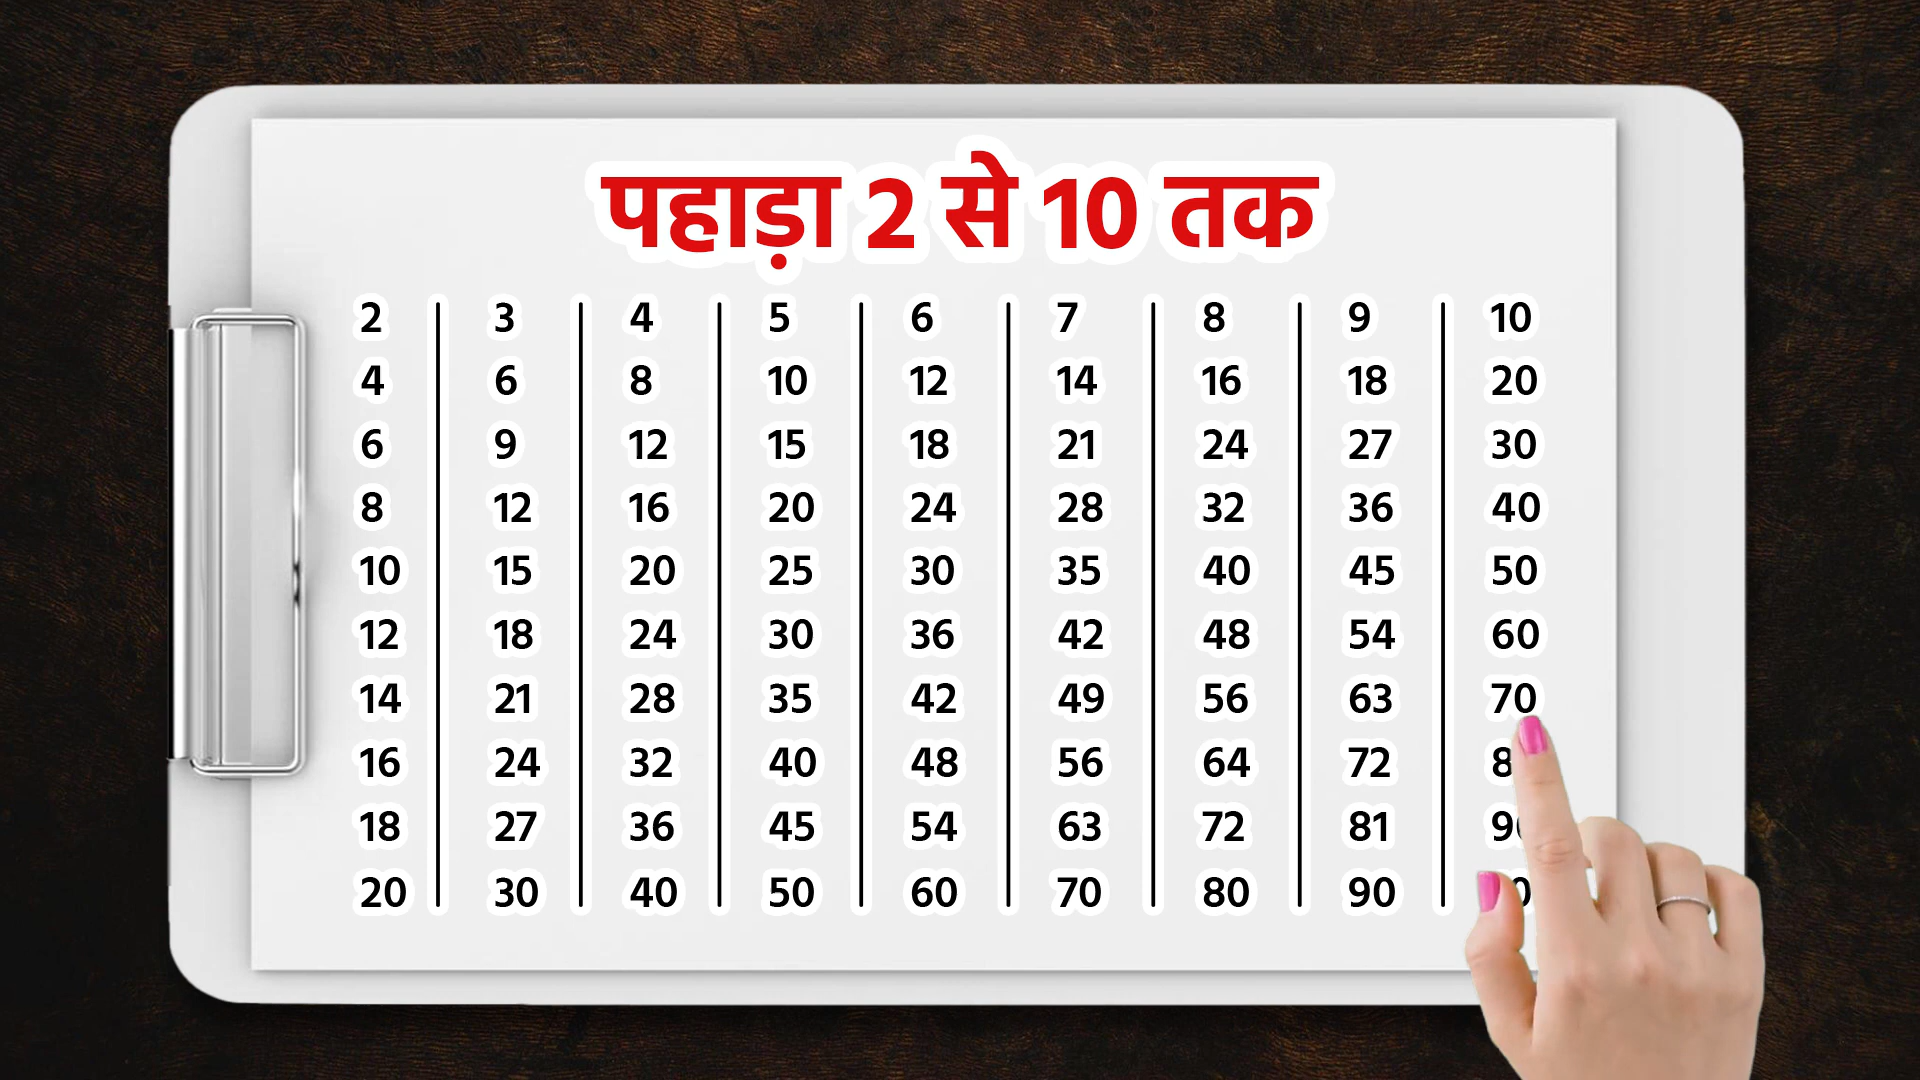 पहाड़ा 2 से 10 तक
2 3 4 5 6 7 8 9 10
4 6 8 10 12 14 16 18 20
6 9 12 15 18 21 24 27 30
8 12 16 20 24 28 32 36 40
10 15 20 25 30 35 40 45 50
12 18 24 30 36 42 48 54 60
14 21 28 35 42 49 56 63 70
16 24 32 40 48 56 64 72
18 27 36 45 54 63 72 81
20 30 40 50 60 70 80 90